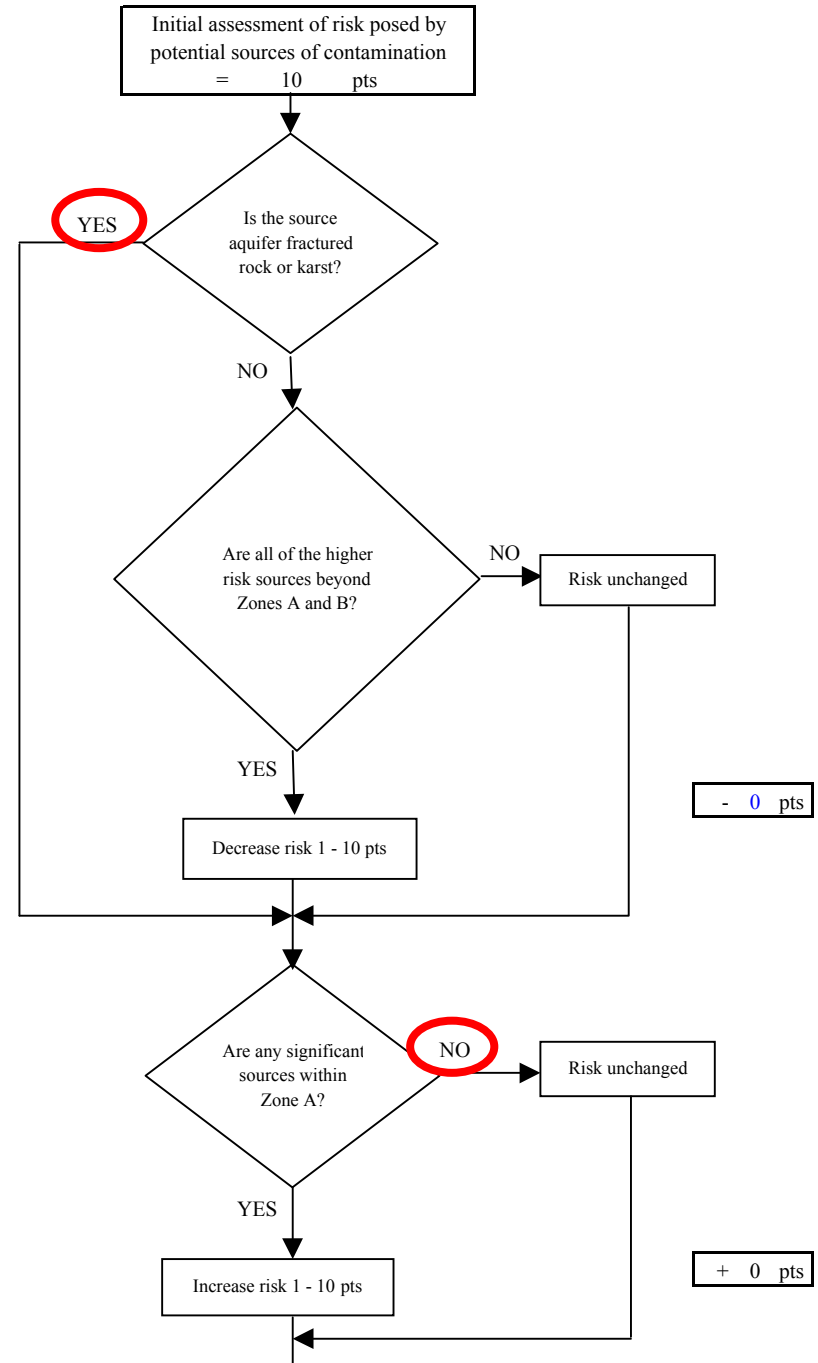 Initial assessment of risk posed by
potential sources of contamination
= 10 pts
YES
Is the source
aquifer fractured
rock or karst?
NO
Are all of the higher
risk sources beyond
Zones A and B?
NO
Risk unchanged
YES
- 0 pts
Decrease risk 1 - 10 pts
Are any significant
sources within
Zone A?
NO
Risk unchanged
YES
+ 0 pts
Increase risk 1 - 10 pts